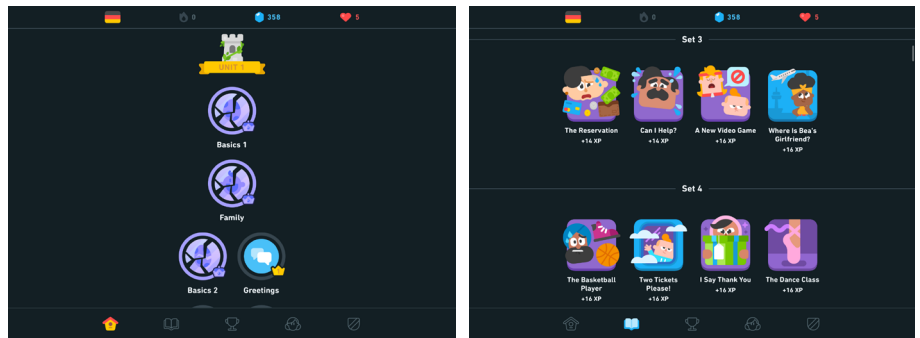 0
358
5
UNIT 1
Basics 1
Family
Basics 2
Greetings
0
358
5
Set 3
The Reservation
+14 XP
Can I Help?
+14 XP
A New Video Game
+16 XP
Where Is Bea's
Girlfriend?
+16 XP
Set 4
The Basketball
Player
+16 XP
Two Tickets
Please!
+16 XP
I Say Thank You
+16 XP
The Dance Class
+16 XP